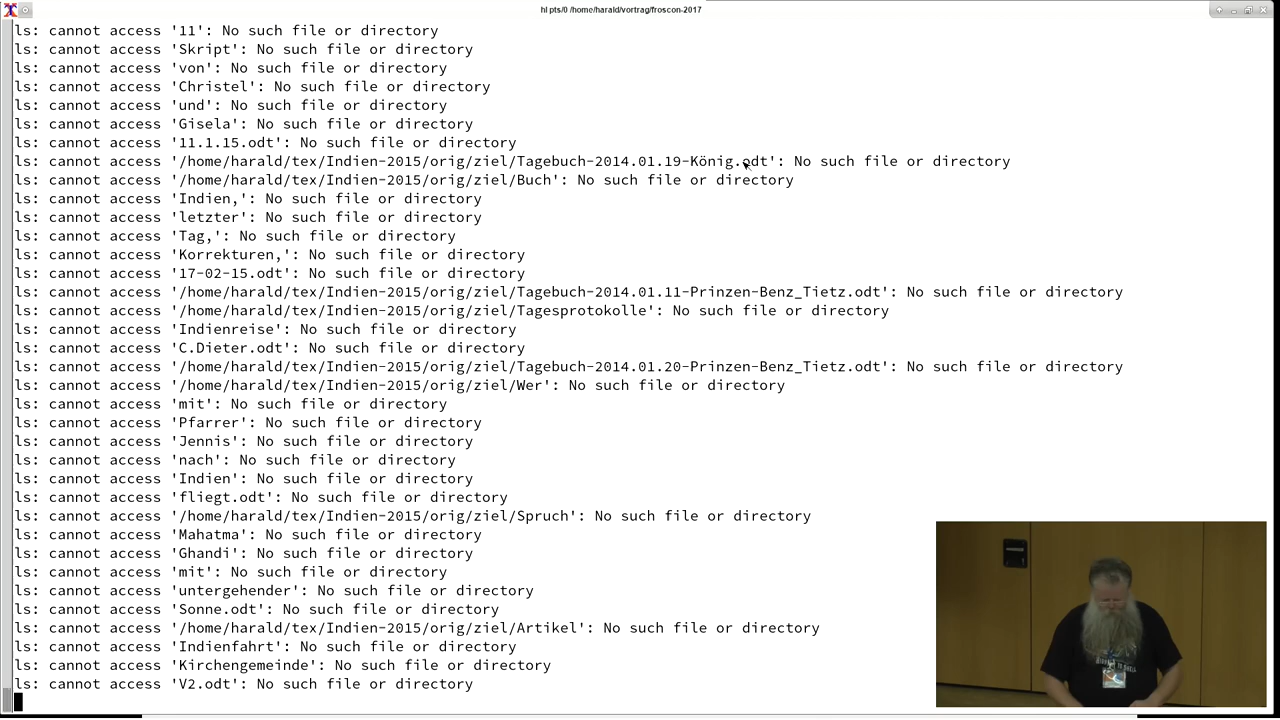 hl pts/0 /home/harald/vortrag/froscon-2017
ls: cannot access '11': No such file or directory
ls: cannot access 'Skript': No such file or directory
ls: cannot access 'von': No such file or directory
ls: cannot access 'Christel': No such file or directory
ls: cannot access 'und': No such file or directory
ls: cannot access 'Gisela': No such file or directory
ls: cannot access '11.1.15.odt': No such file or directory
ls: cannot access '/home/harald/tex/Indien-2015/orig/ziel/Tagebuch-2014.01.19-König.odt': No such file or directory
ls: cannot access '/home/harald/tex/Indien-2015/orig/ziel/Buch': No such file or directory
ls: cannot access 'Indien,': No such file or directory
ls: cannot access 'letzter': No such file or directory
ls: cannot access 'Tag,': No such file or directory
ls: cannot access 'Korrekturen,': No such file or directory
ls: cannot access '17-02-15.odt': No such file or directory
ls: cannot access '/home/harald/tex/Indien-2015/orig/ziel/Tagebuch-2014.01.11-Prinzen-Benz_Tietz.odt': No such file or directory
ls: cannot access '/home/harald/tex/Indien-2015/orig/ziel/Tagesprotokolle': No such file or directory
ls: cannot access 'Indienreise': No such file or directory
ls: cannot access 'C.Dieter.odt': No such file or directory
ls: cannot access '/home/harald/tex/Indien-2015/orig/ziel/Tagebuch-2014.01.20-Prinzen-Benz_Tietz.odt': No such file or directory
ls: cannot access '/home/harald/tex/Indien-2015/orig/ziel/Wer': No such file or directory
ls: cannot access 'mit': No such file or directory
ls: cannot access 'Pfarrer': No such file or directory
ls: cannot access 'Jennis': No such file or directory
ls: cannot access 'nach': No such file or directory
ls: cannot access 'Indien': No such file or directory
ls: cannot access 'fliegt.odt': No such file or directory
ls: cannot access '/home/harald/tex/Indien-2015/orig/ziel/Spruch': No such file or directory
ls: cannot access 'Mahatma': No such file or directory
ls: cannot access 'Ghandi': No such file or directory
ls: cannot access 'mit': No such file or directory
ls: cannot access 'untergehender': No such file or directory
ls: cannot access 'Sonne.odt': No such file or directory
ls: cannot access '/home/harald/tex/Indien-2015/orig/ziel/Artikel': No such file or directory
ls: cannot access 'Indienfahrt': No such file or directory
ls: cannot access 'Kirchengemeinde': No such file or directory
ls: cannot access 'V2.odt': No such file or directory